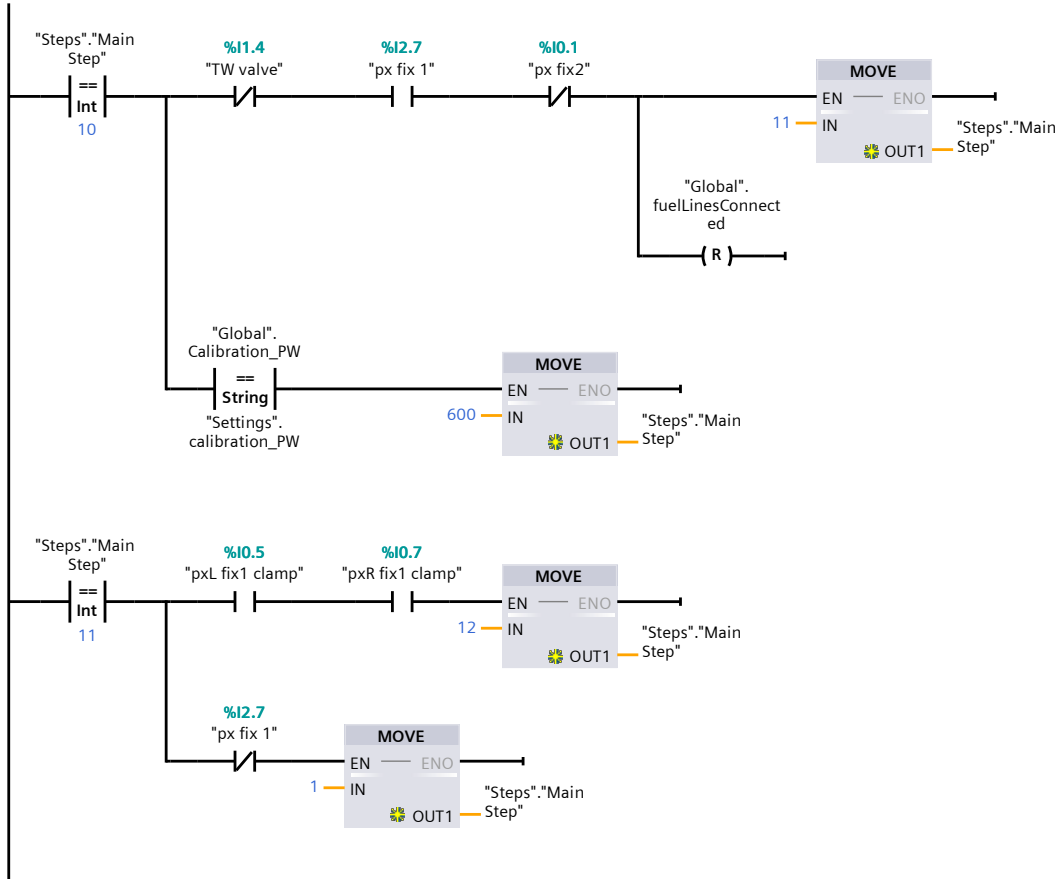 "Steps"."Main
Step"
==
Int
10
%I1.4
"TW valve"
%I2.7
"px fix 1"
%I0.1
"px fix2"
MOVE
EN
ENO
11
IN
OUT1
"Steps"."Main
Step"
"Global".
fuelLinesConnect
ed
R
"Global".
Calibration_PW
==
String
"Settings".
calibration_PW
MOVE
EN
ENO
600
IN
OUT1
"Steps"."Main
Step"
"Steps"."Main
Step"
==
Int
11
%I0.5
"pxL fix1 clamp"
%I0.7
"pxR fix1 clamp"
MOVE
EN
ENO
12
IN
OUT1
"Steps"."Main
Step"
%I2.7
"px fix 1"
MOVE
EN
ENO
1
IN
OUT1
"Steps"."Main
Step"